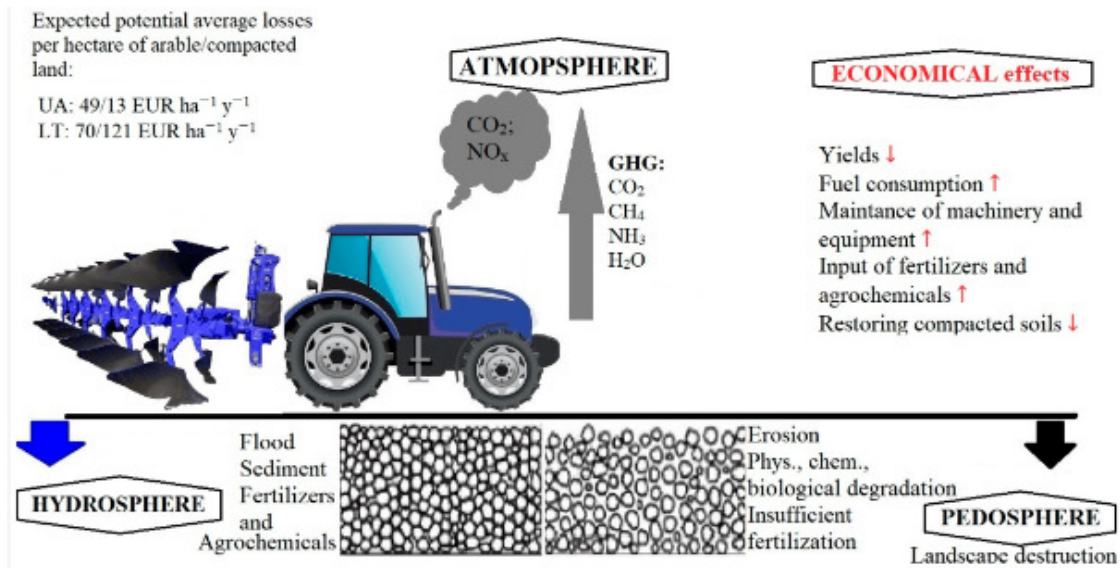 Expected potential average losses
per hectare of arable/compacted
land:
UA: 49/13 EUR ha⁻¹ y⁻¹
LT: 70/121 EUR ha⁻¹ y⁻¹
ATMOPSPHERE
CO₂;
NOₓ
GHG:
CO₂
CH₄
NH₃
H₂O
ECONOMICAL effects
Yields ↓
Fuel consumption ↑
Maintance of machinery and
equipment ↑
Input of fertilizers and
agrochemicals ↑
Restoring compacted soils ↓
HYDROSPHERE
Flood
Sediment
Fertilizers
and
Agrochemicals
Erosion
Phys., chem.,
biological degradation
Insufficient
fertilization
PEDOSPHERE
Landscape destruction